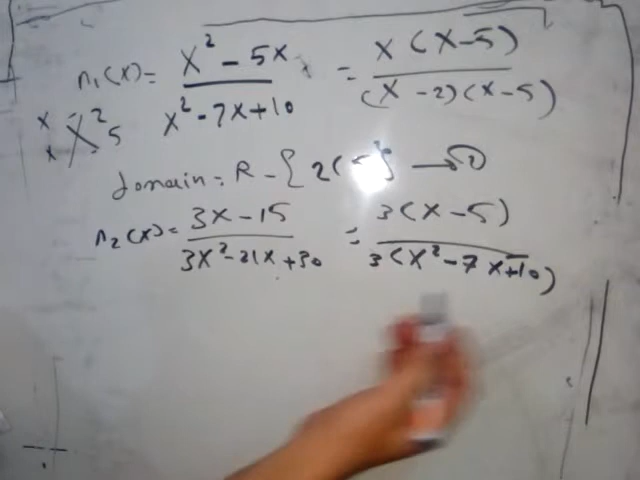 n₁(x) = x² - 5x / x² - 7x + 10 = x (x - 5) / (x - 2)(x - 5)
x x x 2 5
domain = R - { 2 ( } →
n₂(x) = 3x - 15 / 3x² - 21x + 30 = 3(x - 5) / 3(x² - 7x + 10)